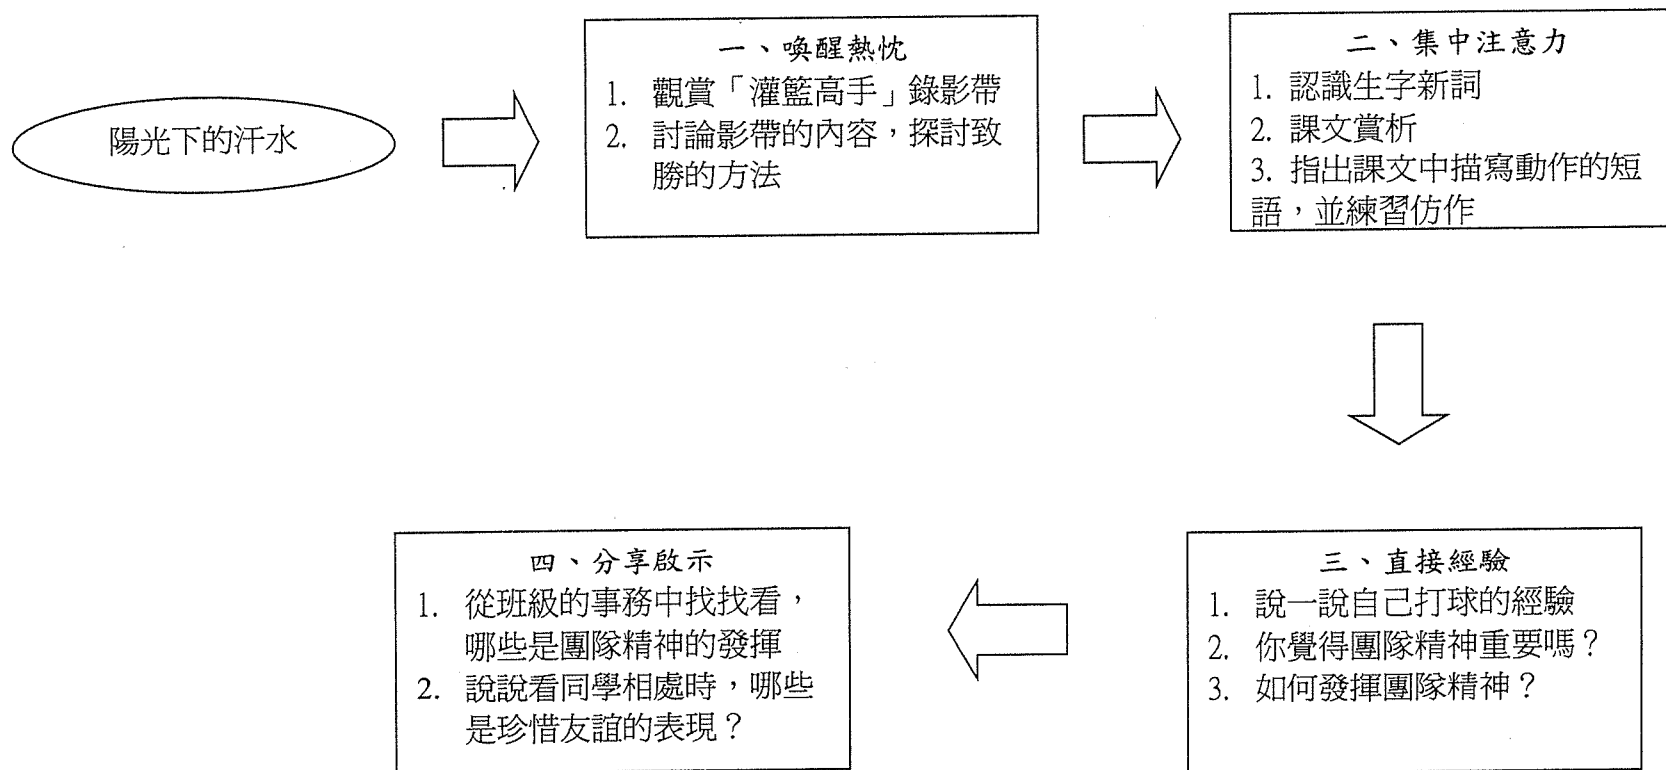 陽光下的汗水
一、喚醒熱忱
1. 觀賞「灌籃高手」錄影帶
2. 討論影帶的內容，探討致
勝的方法
二、集中注意力
1. 認識生字新詞
2. 課文賞析
3. 指出課文中描寫動作的短
語，並練習仿作
三、直接經驗
1. 說一說自己打球的經驗
2. 你覺得團隊精神重要嗎？
3. 如何發揮團隊精神？
四、分享啟示
1. 從班級的事務中找找看，
哪些是團隊精神的發揮
2. 說說看同學相處時，哪些
是珍惜友誼的表現？